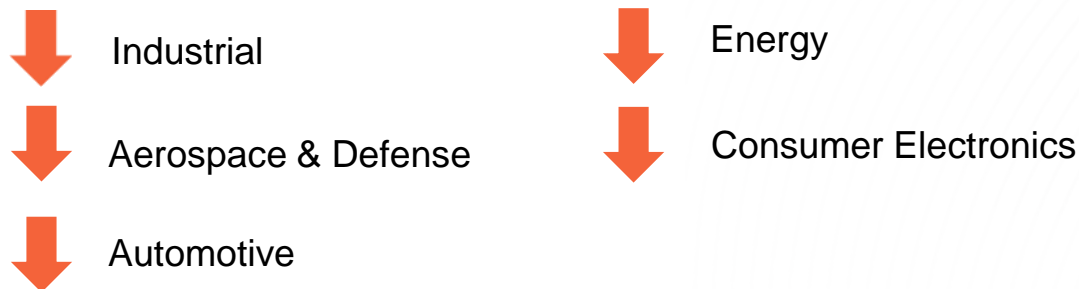 Industrial
Aerospace & Defense
Automotive
Energy
Consumer Electronics